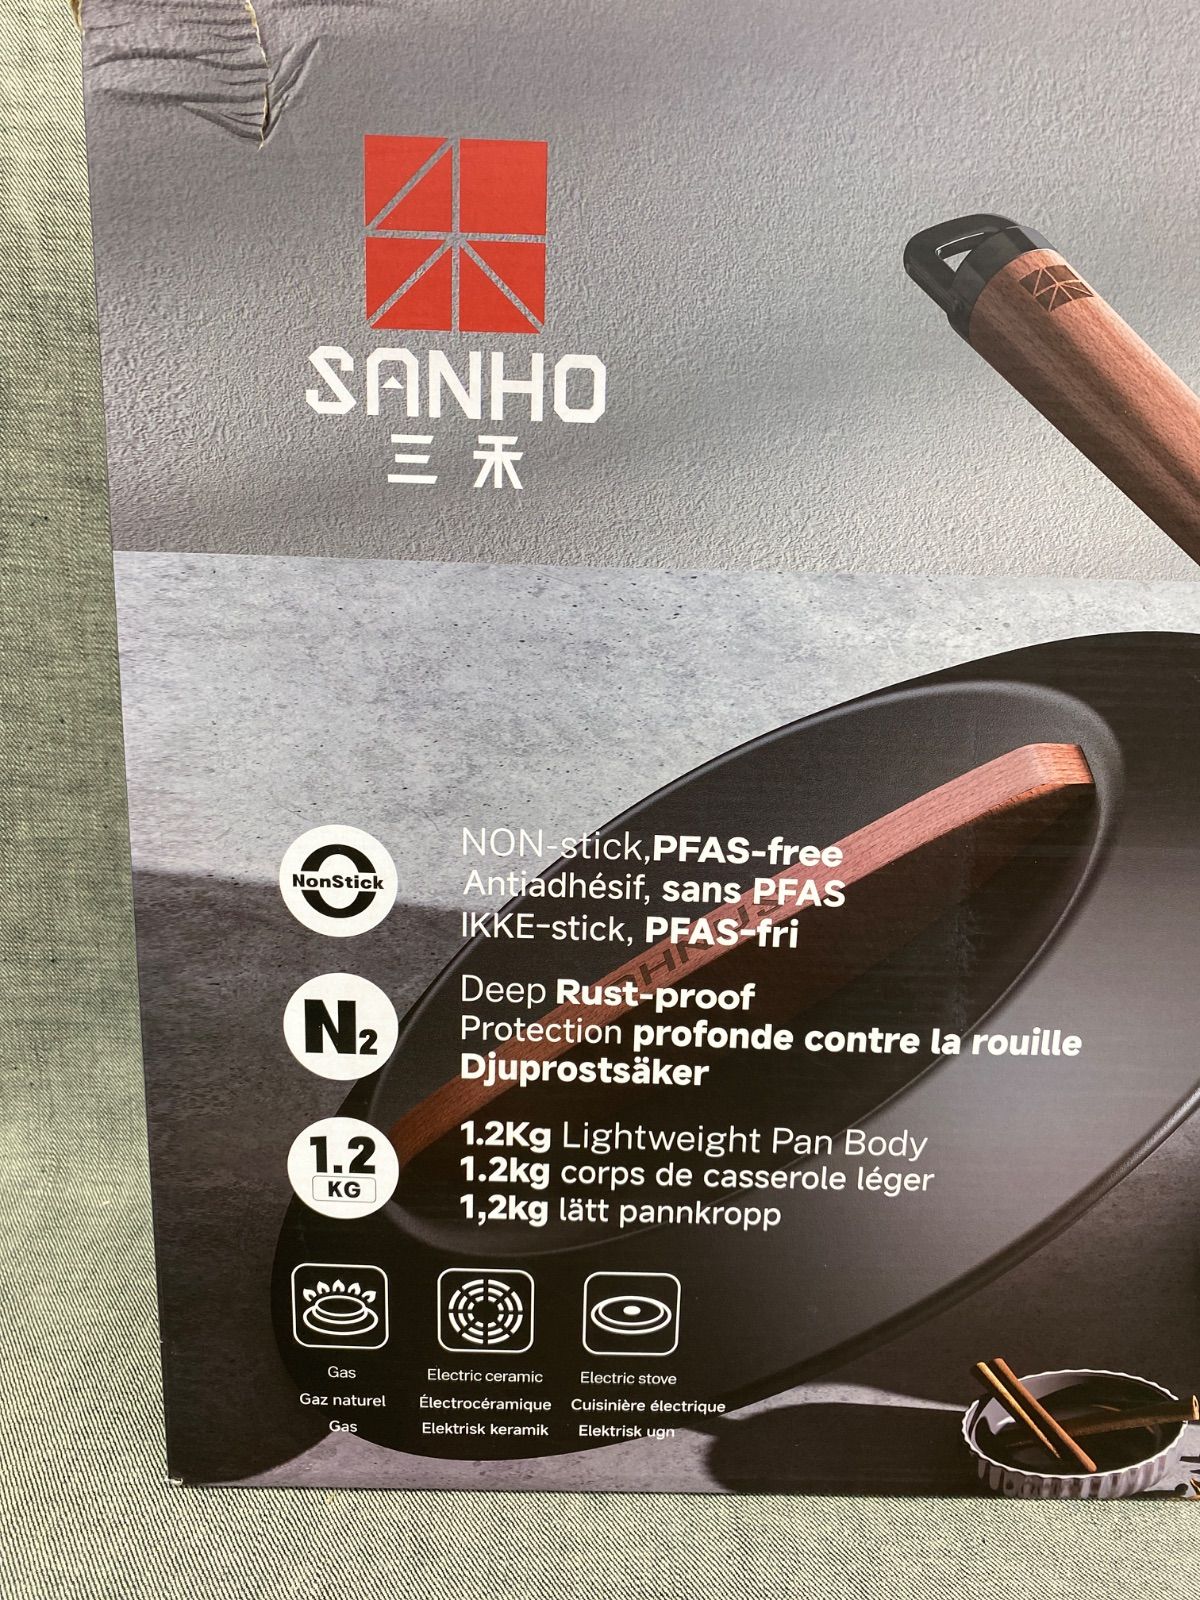 SANHO
三禾
NonStick
NON-stick,PFAS-free
Antiadhésif, sans PFAS
IKKE-stick, PFAS-fri
N2
Deep Rust-proof
Protection profonde contre la rouille
Djuprostsäker
1.2
KG
1.2Kg Lightweight Pan Body
1.2kg corps de casserole léger
1,2kg lätt pannkropp
Gas
Gaz naturel
Gas
Electric ceramic
Électrocéramique
Elektrisk keramik
Electric stove
Cuisinière électrique
Elektrisk ugn